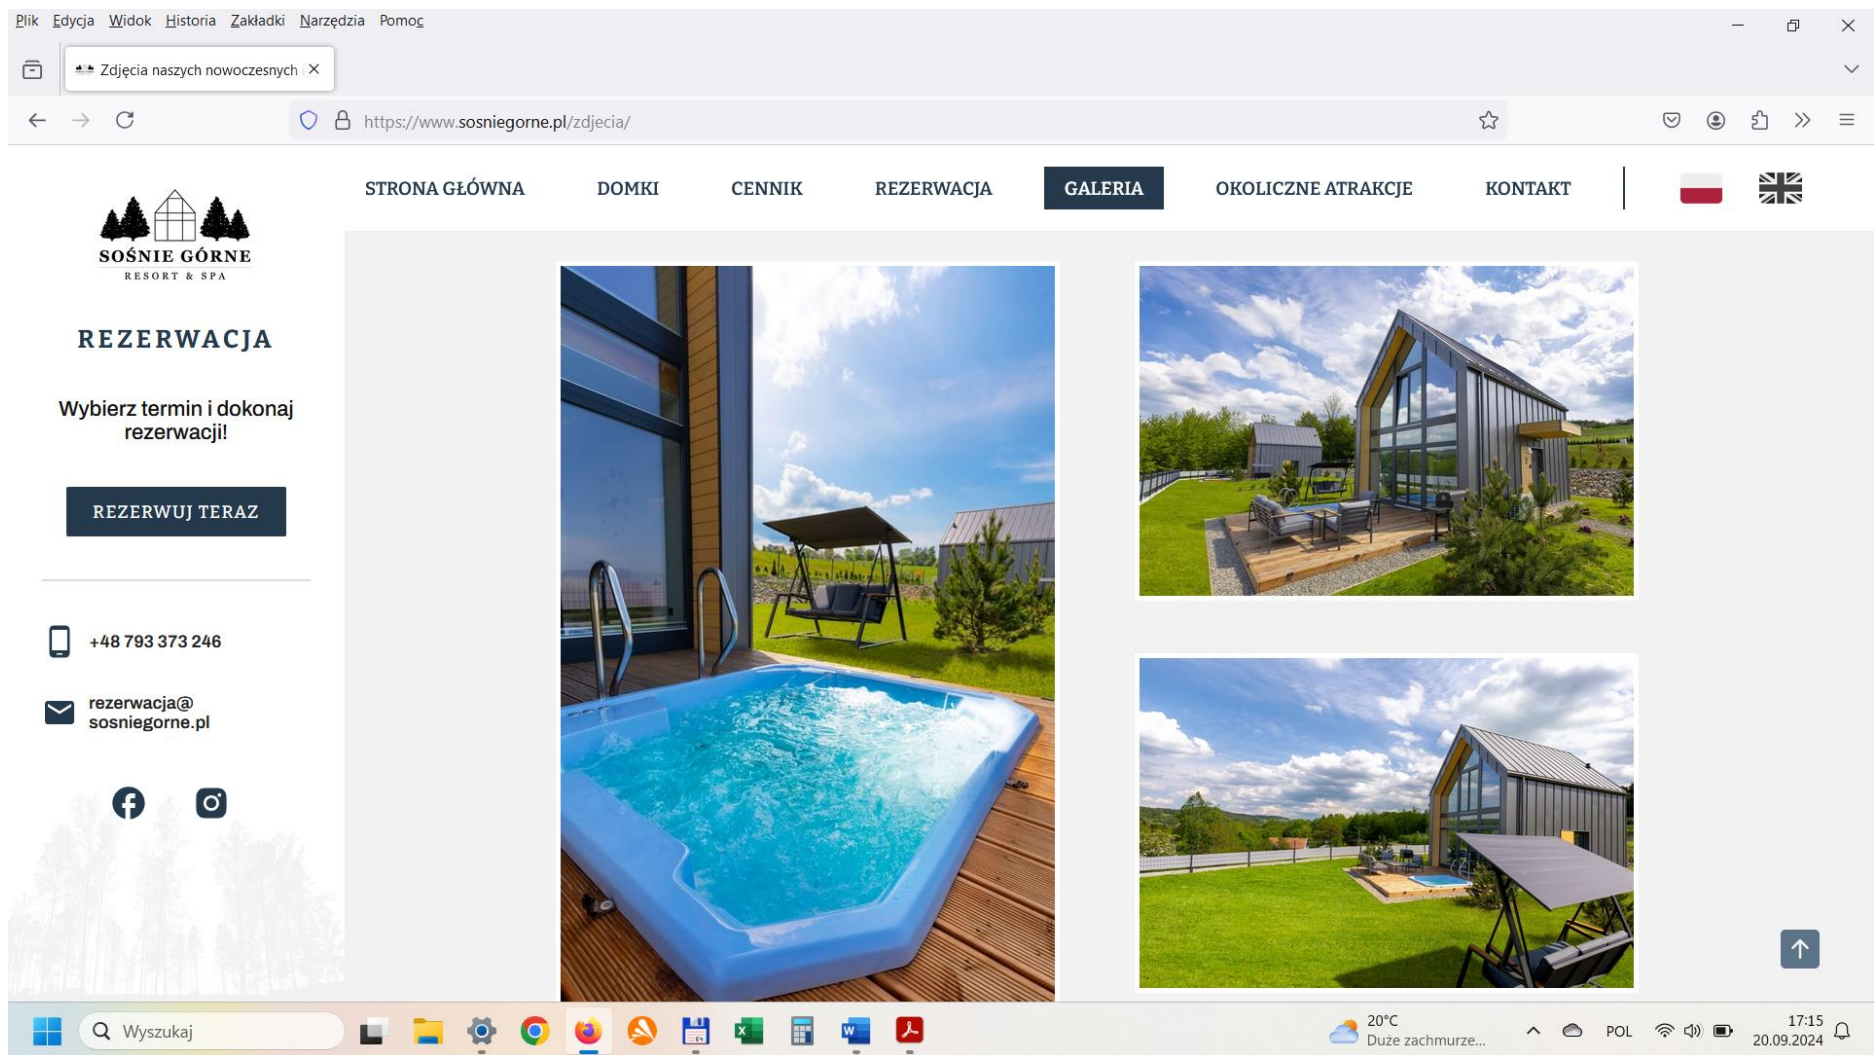 Plik Edycja Widok Historia Zakładki Narzędzia Pomoc
Zdjęcia naszych nowoczesnych i
https://www.sosniegorne.pl/zdjecia/
STRONA GŁÓWNA DOMKI CENNIK REZERWACJA GALERIA OKOLICZNE ATRAKCJE KONTAKT
SOŚNIE GÓRNE
RESORT & SPA
REZERWACJA
Wybierz termin i dokonaj
rezerwacji!
REZERWUJ TERAZ
+48 793 373 246
rezerwacja@
sosniegorne.pl
Wyszukaj
20°C
Duże zachmurze...
POL
17:15
20.09.2024